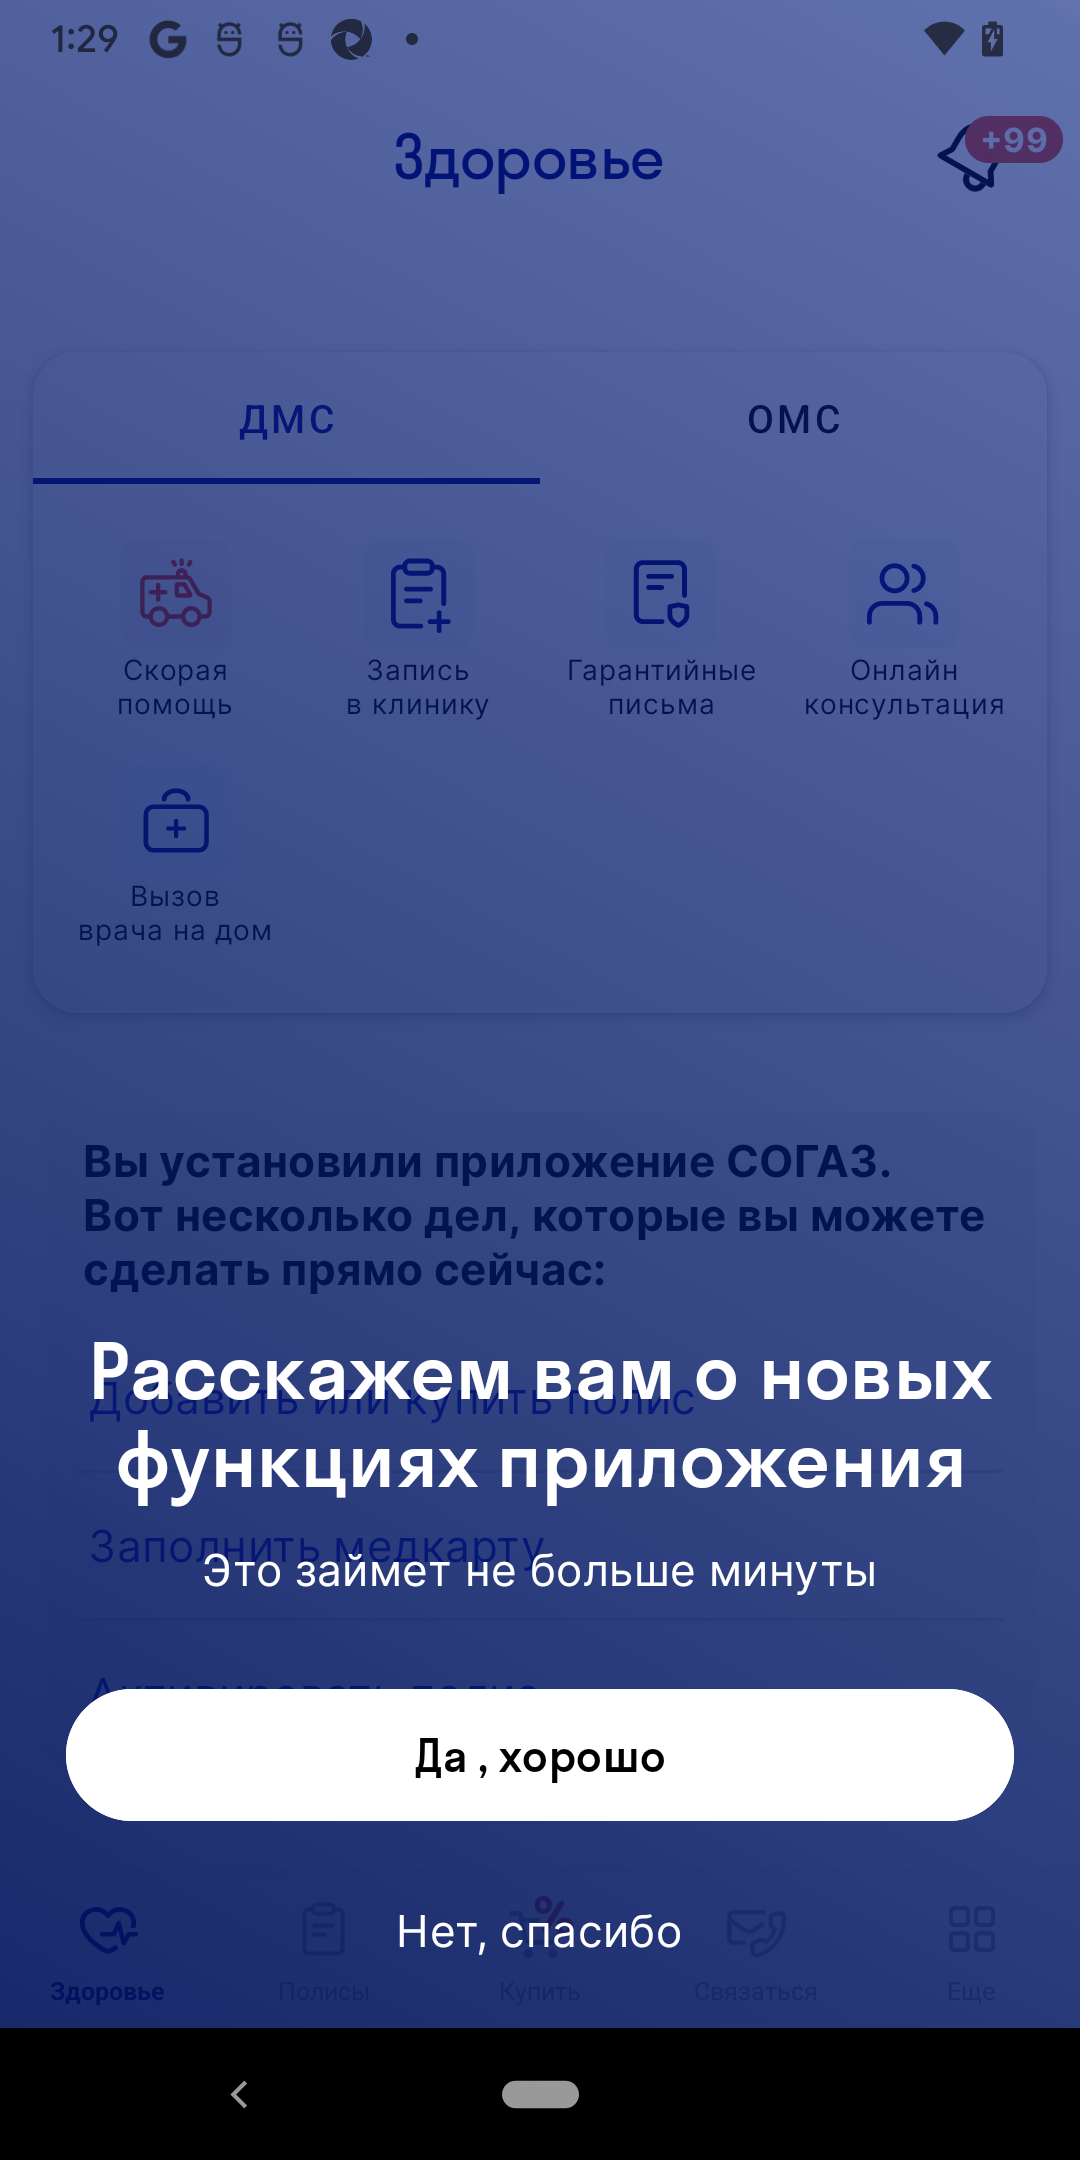 1:29
Здоровье
+99
ДМС
ОМС
Скорая
помощь
Запись
в клинику
Гарантийные
письма
Онлайн
консультация
Вызов
врача на дом
Вы установили приложение СОГАЗ.
Вот несколько дел, которые вы можете
сделать прямо сейчас:
Расскажем вам о новых
Добавить или купить полис
функциях приложения
Заполнить медкарту
Это займет не больше минуты
Активировать полис
Да , хорошо
Нет, спасибо
Здоровье
Полисы
Купить
Связаться
Еще